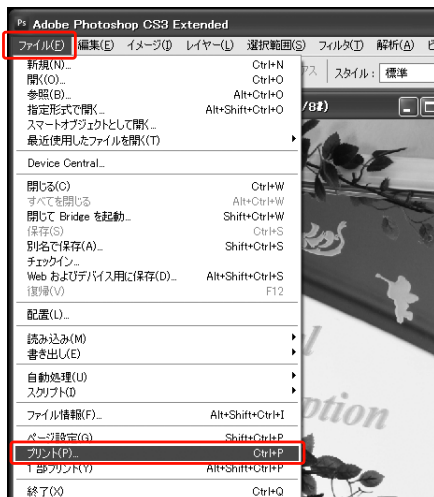 Ps Adobe Photoshop CS3 Extended
ファイル(F) 編集(E) イメージ(I) レイヤー(L) 選択範囲(S) フィルタ(T) 解析(A) ビ
新規(N)... Ctrl+N
開く(O)... Ctrl+O
ス スタイル: 標準
参照(B)... Alt+Ctrl+O
指定形式で開く... Alt+Shift+Ctrl+O
/8#)
スマートオブジェクトとして開く...
最近使用したファイルを開く(T)
Device Central...
閉じる(C) Ctrl+W
すべてを閉じる Alt+Ctrl+W
閉じて Bridge を起動... Shift+Ctrl+W
保存(S) Ctrl+S
別名で保存(A)... Shift+Ctrl+S
チェックイン...
Web およびデバイス用に保存(D)... Alt+Shift+Ctrl+S
復帰(V) F12
配置(L)...
読み込み(M)
書き出し(E)
自動処理(U)
スクリプト(I)
ption
ファイル情報(F)... Alt+Shift+Ctrl+I
ページ設定(G)... Shift+Ctrl+P
プリント(P)... Ctrl+P
1 部プリント(Y) Alt+Shift+Ctrl+P
終了(X) Ctrl+Q